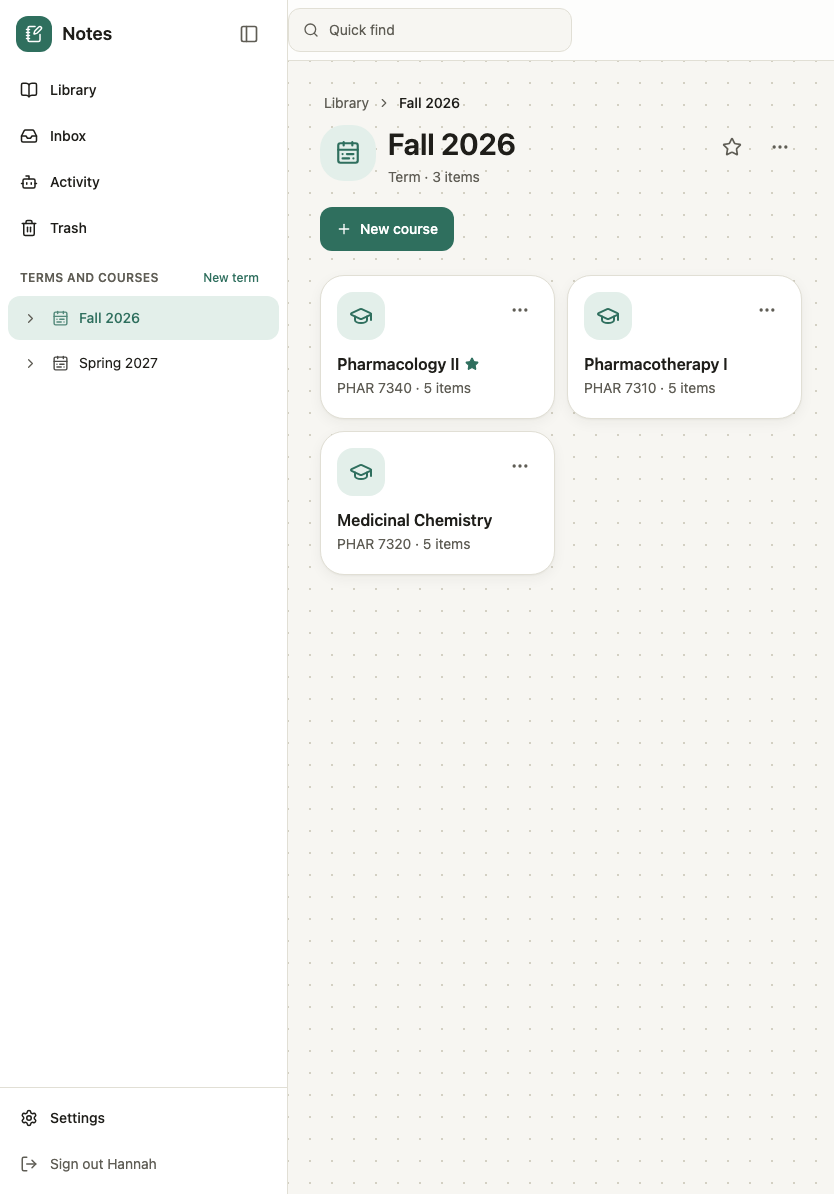 Notes
Library
Inbox
Activity
Trash
TERMS AND COURSES New term
Fall 2026
Spring 2027
Settings
Sign out Hannah
Quick find
Library Fall 2026
Fall 2026
Term · 3 items
New course
Pharmacology II
PHAR 7340 · 5 items
Pharmacotherapy I
PHAR 7310 · 5 items
Medicinal Chemistry
PHAR 7320 · 5 items